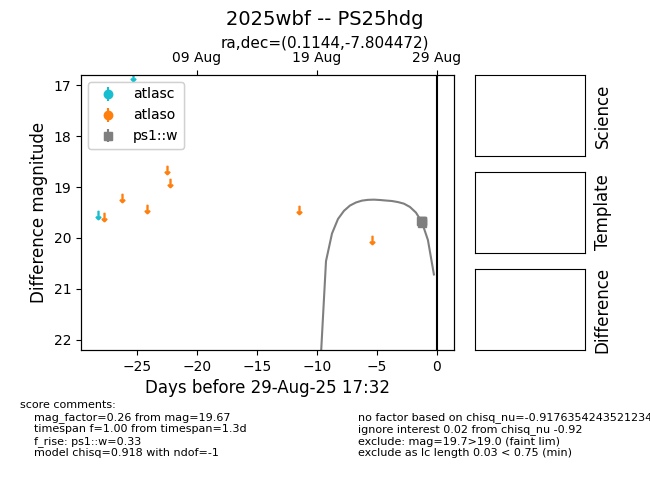 2025wbf -- PS25hdg
ra,dec=(0.1144,-7.804472)
09 Aug 19 Aug 29 Aug
atlasc
atlaso
ps1::w
17
18
19
20
21
22
Difference magnitude
−25 −20 −15 −10 −5 0
Days before 29-Aug-25 17:32
Science
Template
Difference
score comments:
mag_factor=0.26 from mag=19.67
timespan f=1.00 from timespan=1.3d
f_rise: ps1::w=0.33
model chisq=0.918 with ndof=-1
no factor based on chisq_nu=-0.9176354243521234
ignore interest 0.02 from chisq_nu -0.92
exclude: mag=19.7>19.0 (faint lim)
exclude as lc length 0.03 < 0.75 (min)